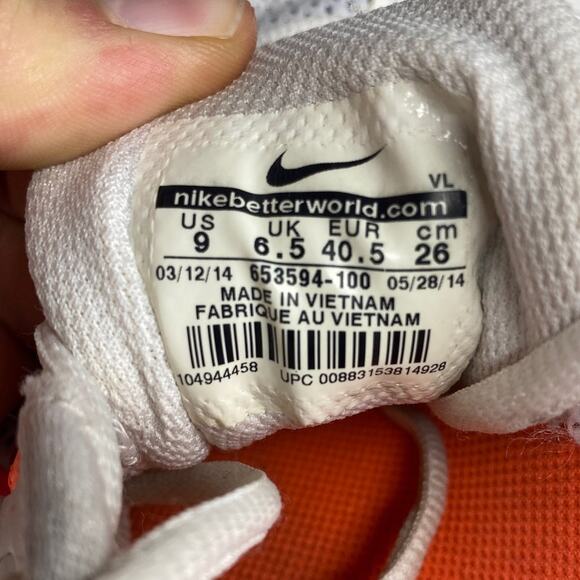 VL
nikebetterworld.com
US UK EUR cm
9 6.5 40.5 26
03/12/14 653594-100 05/28/14
MADE IN VIETNAM
FABRIQUE AU VIETNAM
104944458 UPC 00883153814928